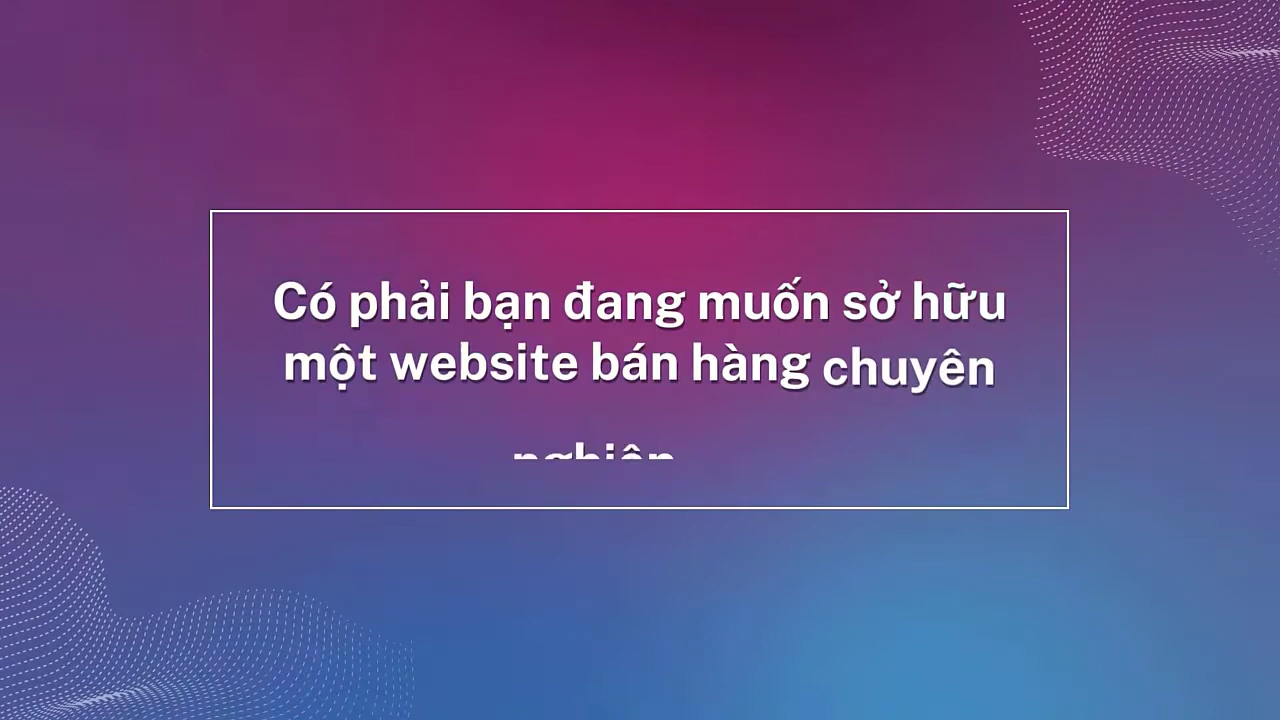 Có phải bạn đang muốn sở hữu
một website bán hàng chuyên